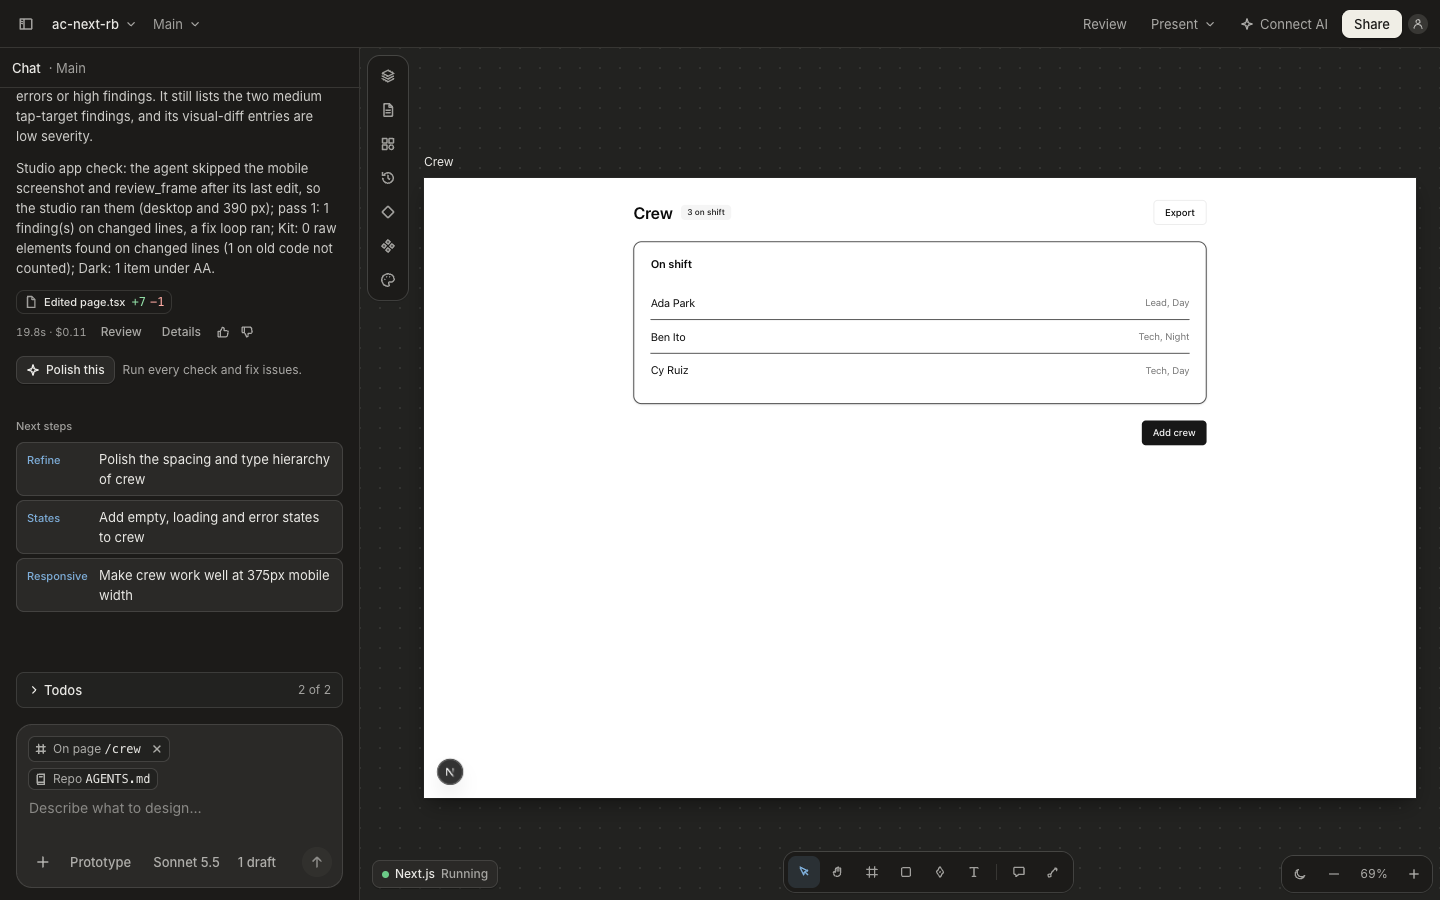 ac-next-rb
Main
Review
Present
Connect AI
Share
Chat · Main
errors or high findings. It still lists the two medium
tap-target findings, and its visual-diff entries are
low severity.
Studio app check: the agent skipped the mobile
screenshot and review_frame after its last edit, so
the studio ran them (desktop and 390 px); pass 1: 1
finding(s) on changed lines, a fix loop ran; Kit: 0 raw
elements found on changed lines (1 on old code not
counted); Dark: 1 item under AA.
Edited page.tsx +7 −1
19.8s · $0.11 Review Details
Polish this Run every check and fix issues.
Next steps
Refine Polish the spacing and type hierarchy
of crew
States Add empty, loading and error states
to crew
Responsive Make crew work well at 375px mobile
width
Todos 2 of 2
On page /crew
Repo AGENTS.md
Describe what to design...
Prototype Sonnet 5.5 1 draft
Crew
Crew 3 on shift Export
On shift
Ada Park Lead, Day
Ben Ito Tech, Night
Cy Ruiz Tech, Day
Add crew
N
Next.js Running
69%